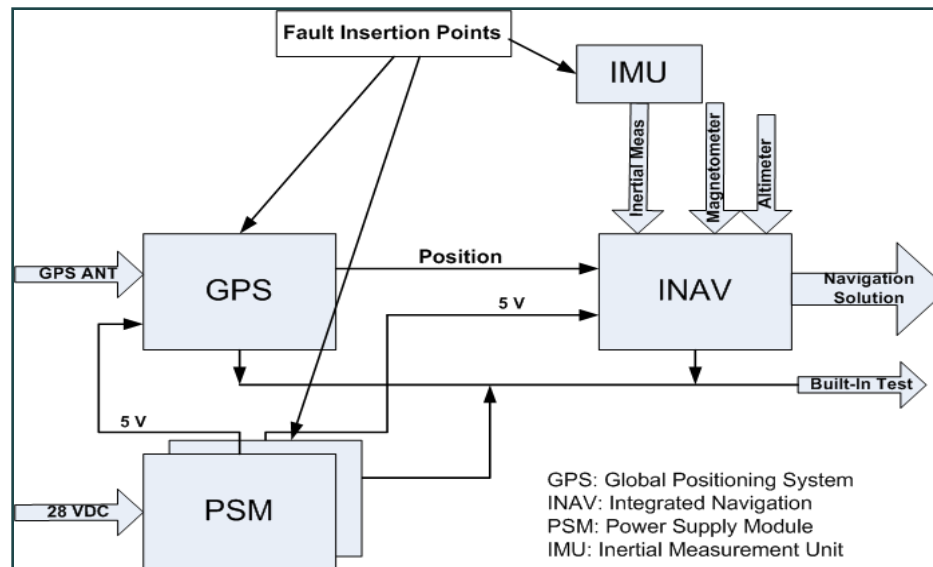 Fault Insertion Points
IMU
Inertial Meas
Magnetometer
Altimeter
GPS ANT
GPS
Position
INAV
Navigation
Solution
5 V
Built-In Test
5 V
28 VDC
PSM
GPS: Global Positioning System
INAV: Integrated Navigation
PSM: Power Supply Module
IMU: Inertial Measurement Unit